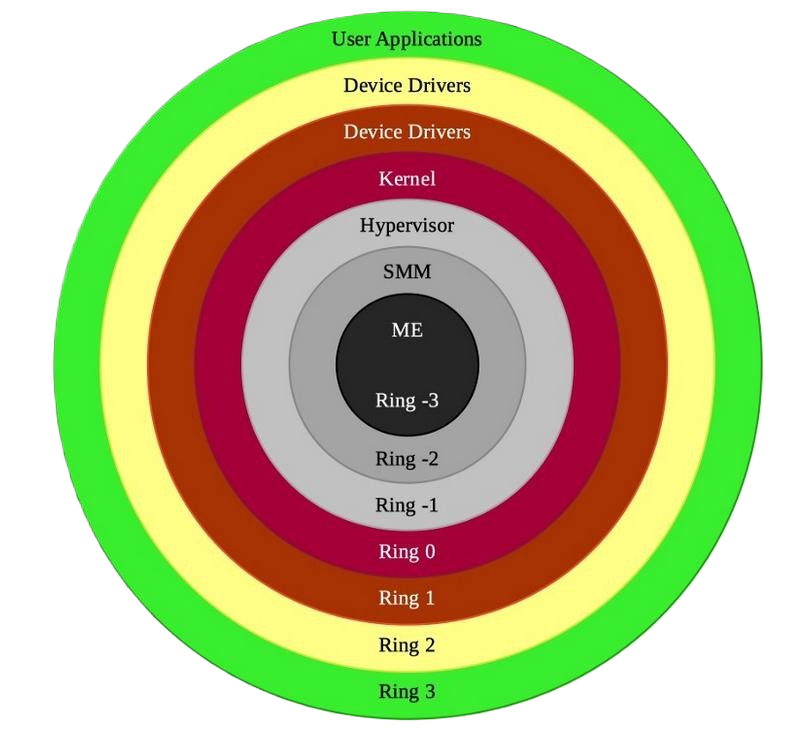 User Applications
Device Drivers
Device Drivers
Kernel
Hypervisor
SMM
ME
Ring -3
Ring -2
Ring -1
Ring 0
Ring 1
Ring 2
Ring 3